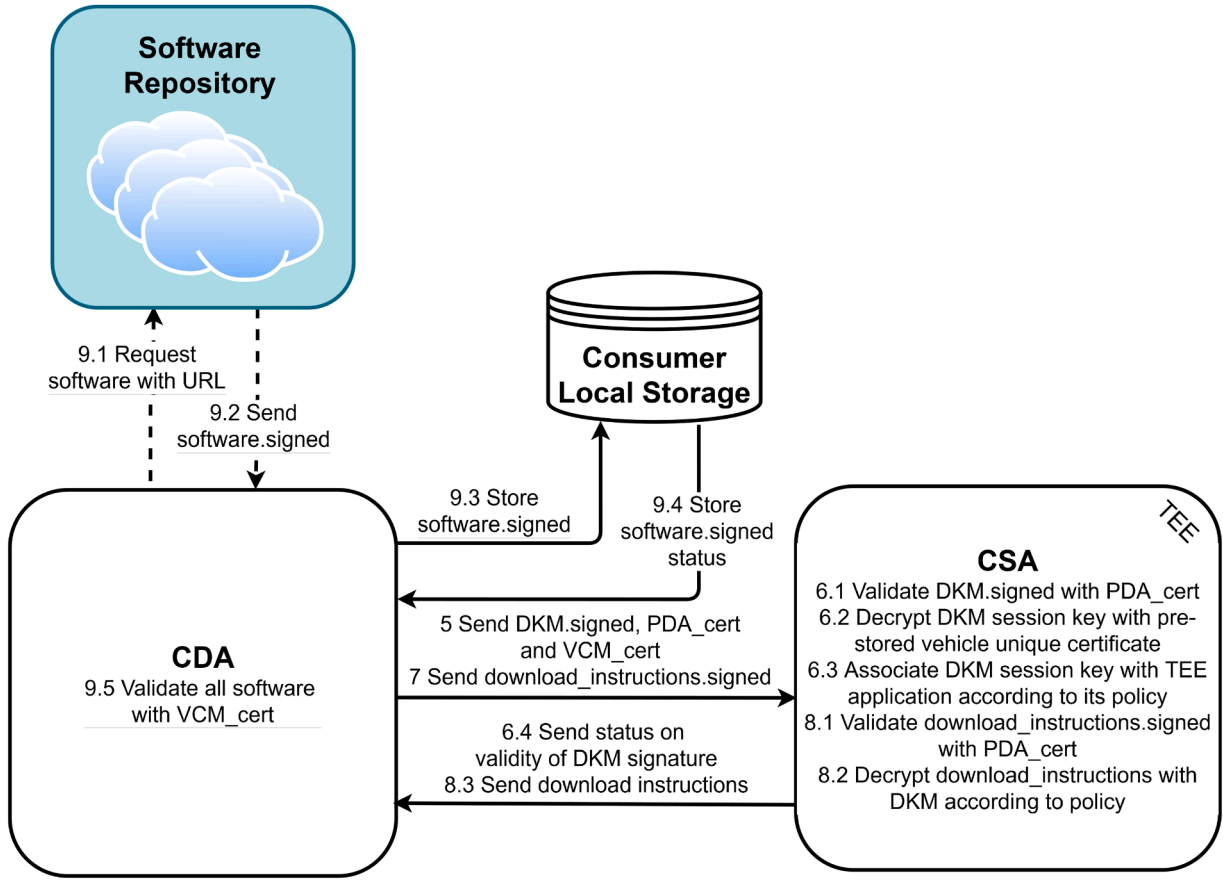 Software
Repository
9.1 Request
software with URL
9.2 Send
software.signed
Consumer
Local Storage
9.3 Store
software.signed
9.4 Store
software.signed
status
5 Send DKM.signed, PDA_cert
and VCM_cert
7 Send download_instructions.signed
6.4 Send status on
validity of DKM signature
8.3 Send download instructions
CDA
9.5 Validate all software
with VCM_cert
TEE
CSA
6.1 Validate DKM.signed with PDA_cert
6.2 Decrypt DKM session key with pre-
stored vehicle unique certificate
6.3 Associate DKM session key with TEE
application according to its policy
8.1 Validate download_instructions.signed
with PDA_cert
8.2 Decrypt download_instructions with
DKM according to policy